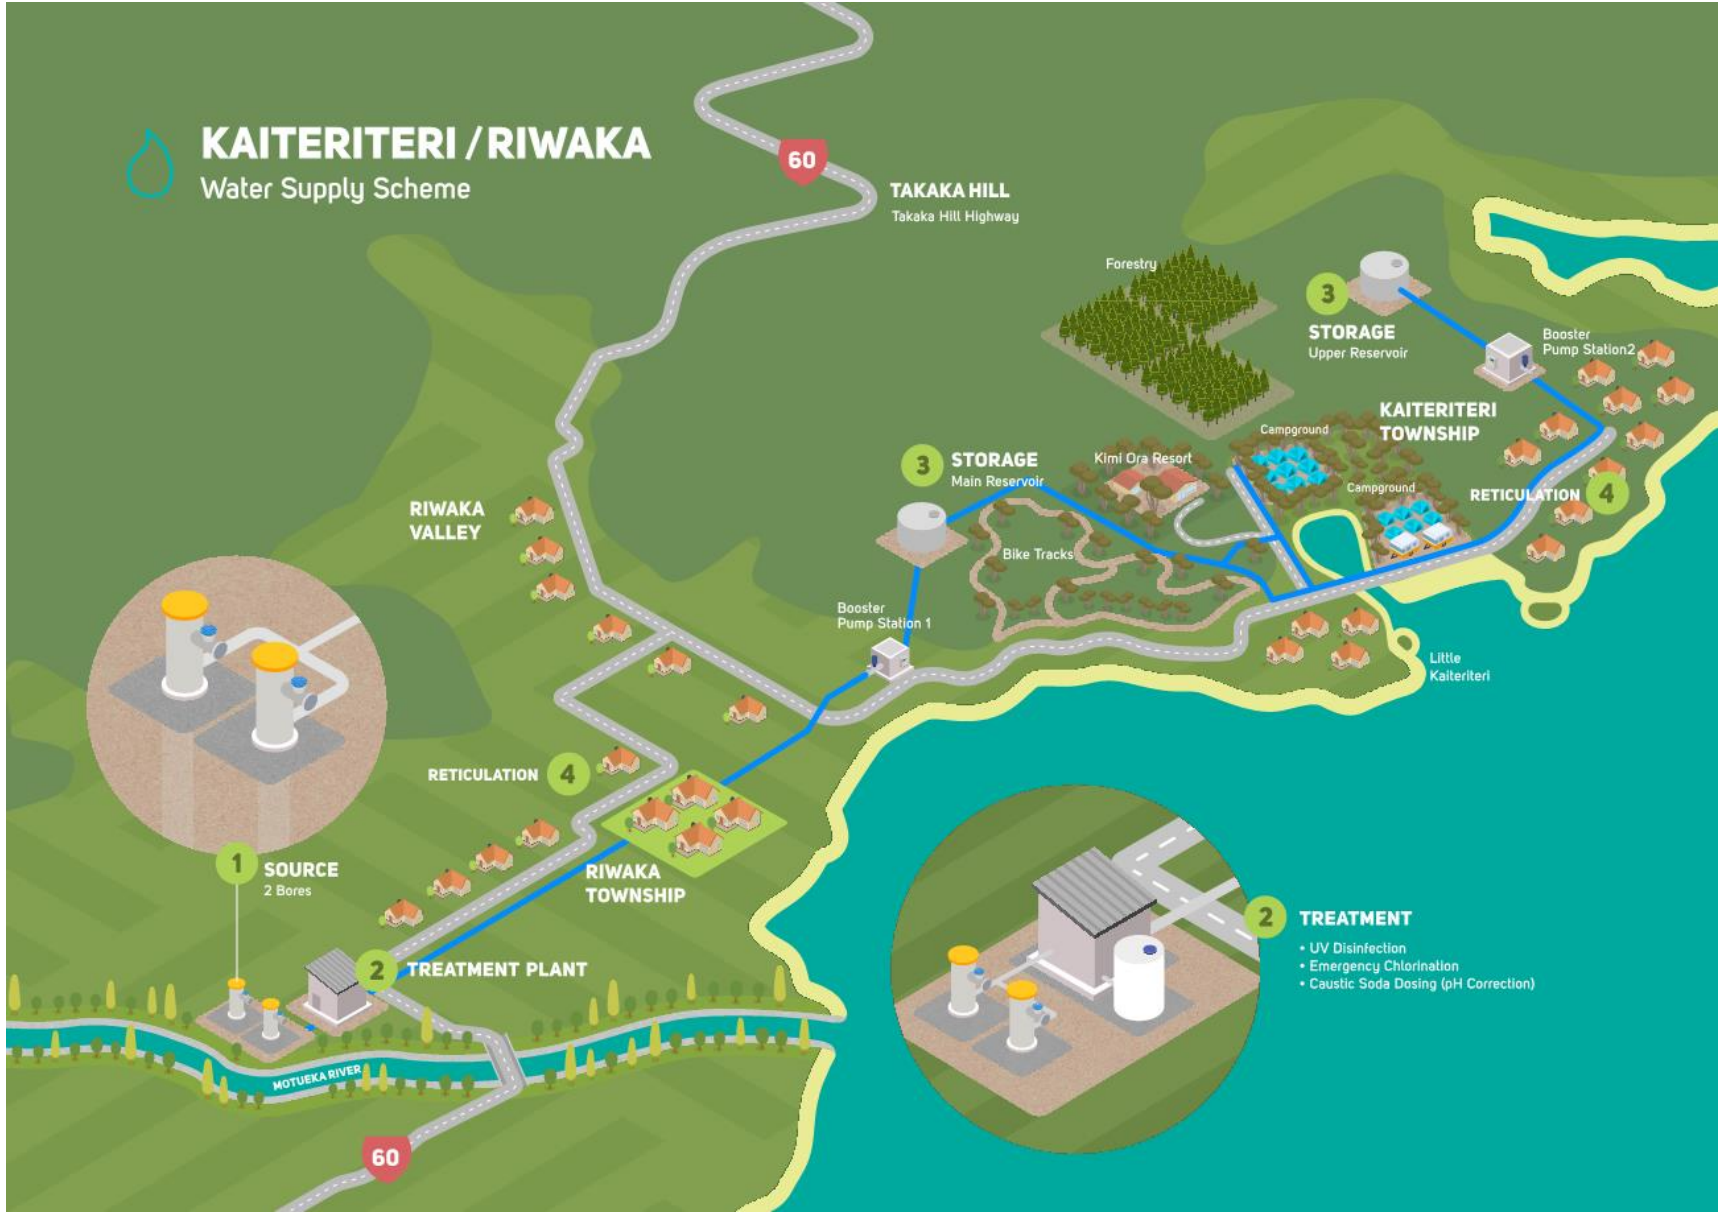 KAITERITERI / RIWAKA
Water Supply Scheme
60
TAKAKA HILL
Takaka Hill Highway
Forestry
3
STORAGE
Upper Reservoir
Booster
Pump Station2
KAITERITERI
TOWNSHIP
Campground
Kimi Ora Resort
3
STORAGE
Main Reservoir
Campground
RETICULATION 4
RIWAKA
VALLEY
Bike Tracks
Booster
Pump Station 1
Little
Kaiteriteri
RETICULATION 4
1
SOURCE
2 Bores
RIWAKA
TOWNSHIP
2 TREATMENT PLANT
2 TREATMENT
• UV Disinfection
• Emergency Chlorination
• Caustic Soda Dosing (pH Correction)
MOTUEKA RIVER
60